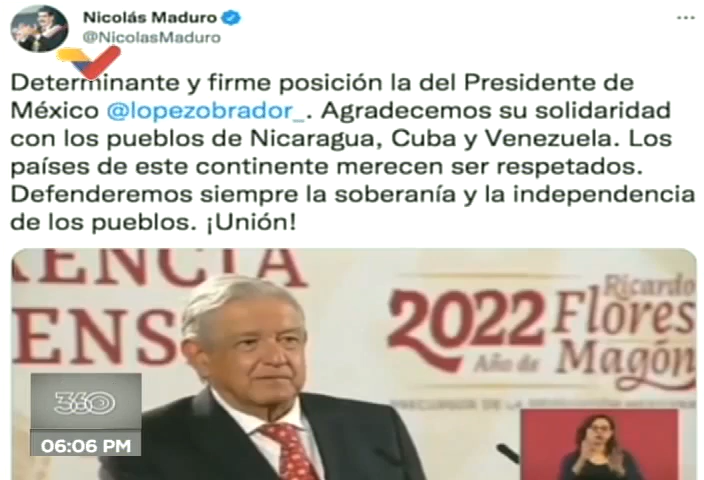 Nicolás Maduro
@NicolasMaduro
Determinante y firme posición la del Presidente de
México @lopezobrador_. Agradecemos su solidaridad
con los pueblos de Nicaragua, Cuba y Venezuela. Los
países de este continente merecen ser respetados.
Defenderemos siempre la soberanía y la independencia
de los pueblos. ¡Unión!
RENCIA
ENSA
2022
Año de
Ricardo
Flores
Magón
360
06:06 PM